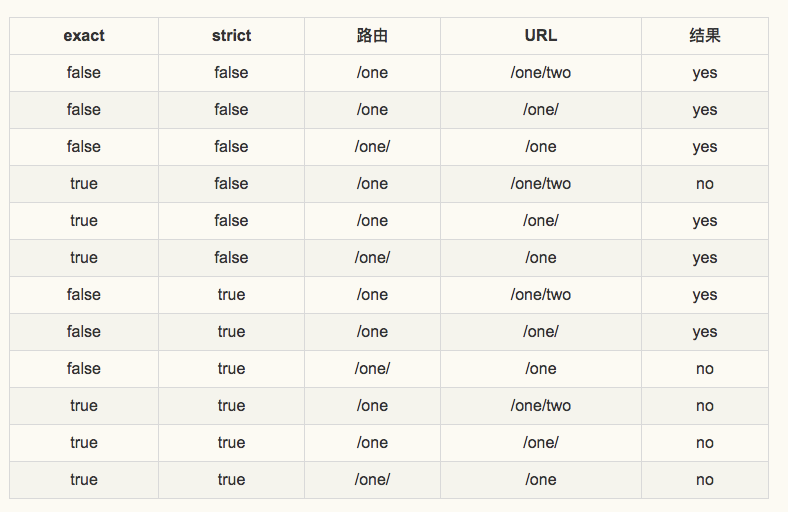 exact strict 路由 URL 结果
false false /one /one/two yes
false false /one /one/ yes
false false /one/ /one yes
true false /one /one/two no
true false /one /one/ yes
true false /one/ /one yes
false true /one /one/two yes
false true /one /one/ yes
false true /one/ /one no
true true /one /one/two no
true true /one /one/ no
true true /one/ /one no